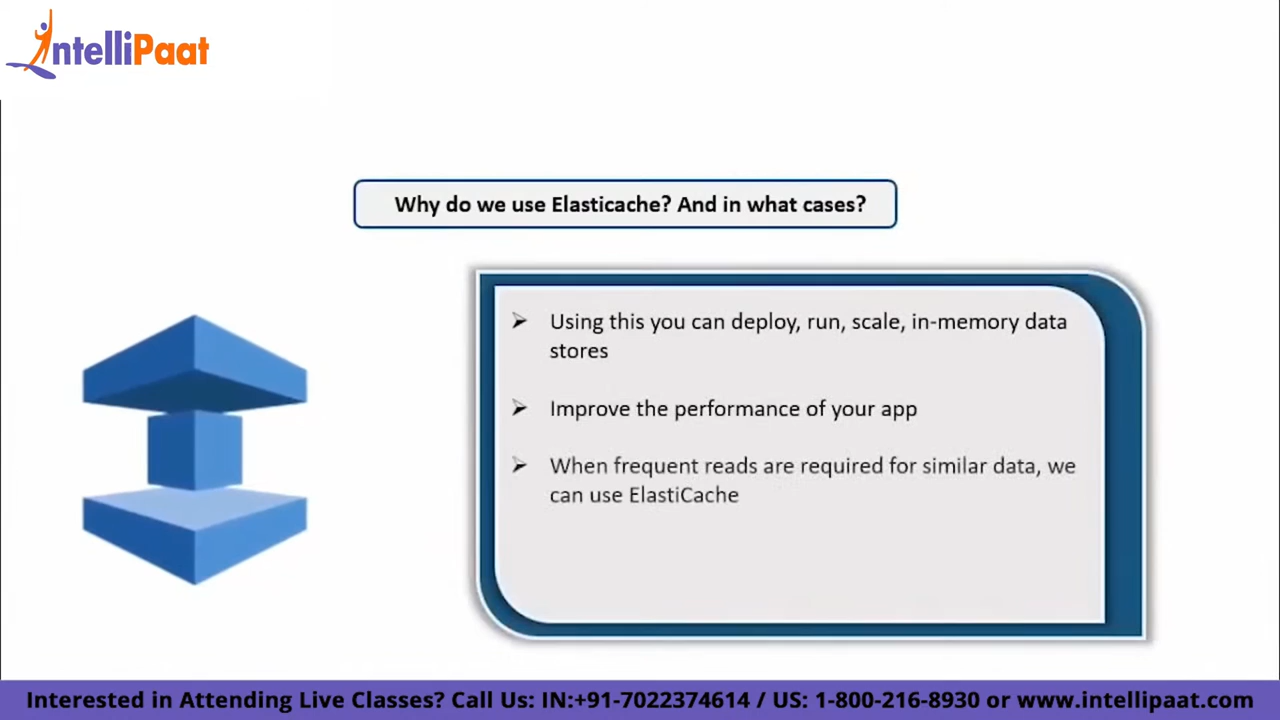 IntelliPaat
Why do we use Elasticache? And in what cases?
➢ Using this you can deploy, run, scale, in-memory data
stores
➢ Improve the performance of your app
➢ When frequent reads are required for similar data, we
can use ElastiCache
Interested in Attending Live Classes? Call Us: IN:+91-7022374614 / US: 1-800-216-8930 or www.intellipaat.com